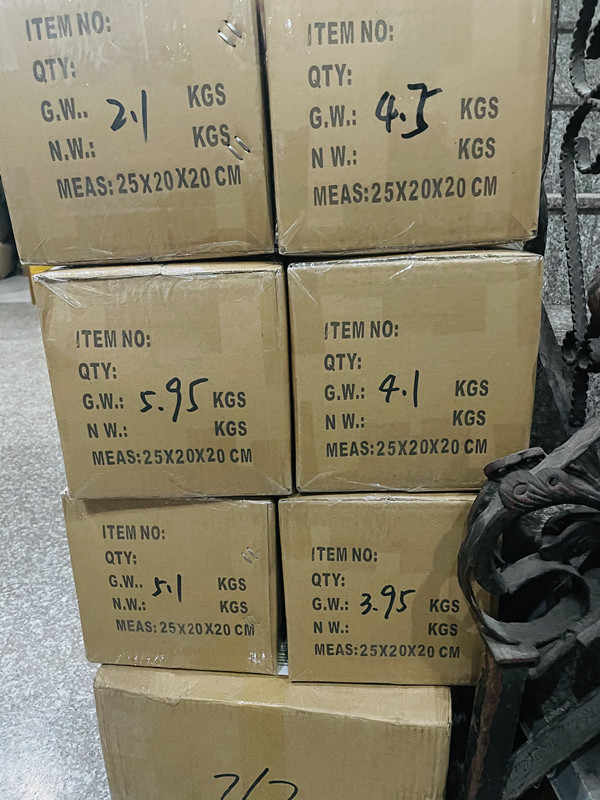 ITEM NO:
QTY:
G.W.. 2.1 KGS
N.W.: KGS
MEAS:25X20X20 CM
ITEM NO:
QTY:
G.W.: 4.5 KGS
N W.: KGS
MEAS:25X20X20 CM
ITEM NO:
QTY:
G.W.: 5.95 KGS
N W.: KGS
MEAS:25X20X20 CM
ITEM NO:
QTY:
G.W.: 4.1 KGS
N W.: KGS
MEAS:25X20X20 CM
ITEM NO:
QTY:
G.W.. 5.1 KGS
N.W.: KGS
MEAS:25X20X20 CM
ITEM NO:
QTY:
G.W.: 3.95 KGS
N W.: KGS
MEAS:25X20X20 CM